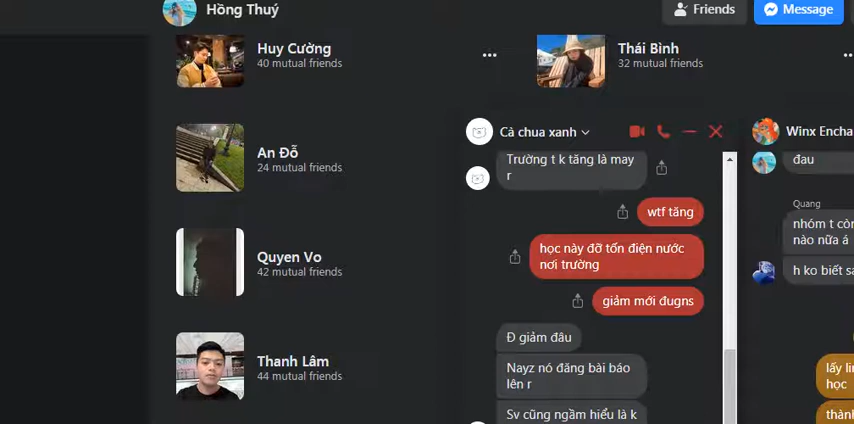 Hồng Thuý
Friends
Message
Huy Cường
40 mutual friends
Thái Bình
32 mutual friends
An Đỗ
24 mutual friends
Quyen Vo
42 mutual friends
Thanh Lâm
44 mutual friends
Cà chua xanh
Trường t k tăng là may
r
wtf tăng
học này đỡ tốn điện nước
nơi trường
giảm mới đugns
Đ giảm đâu
Nayz nó đăng bài báo
lên r
Sv cũng ngầm hiểu là k
Winx Encha
đau
Quang
nhóm t còn
nào nữa á
h ko biết
lấy
học